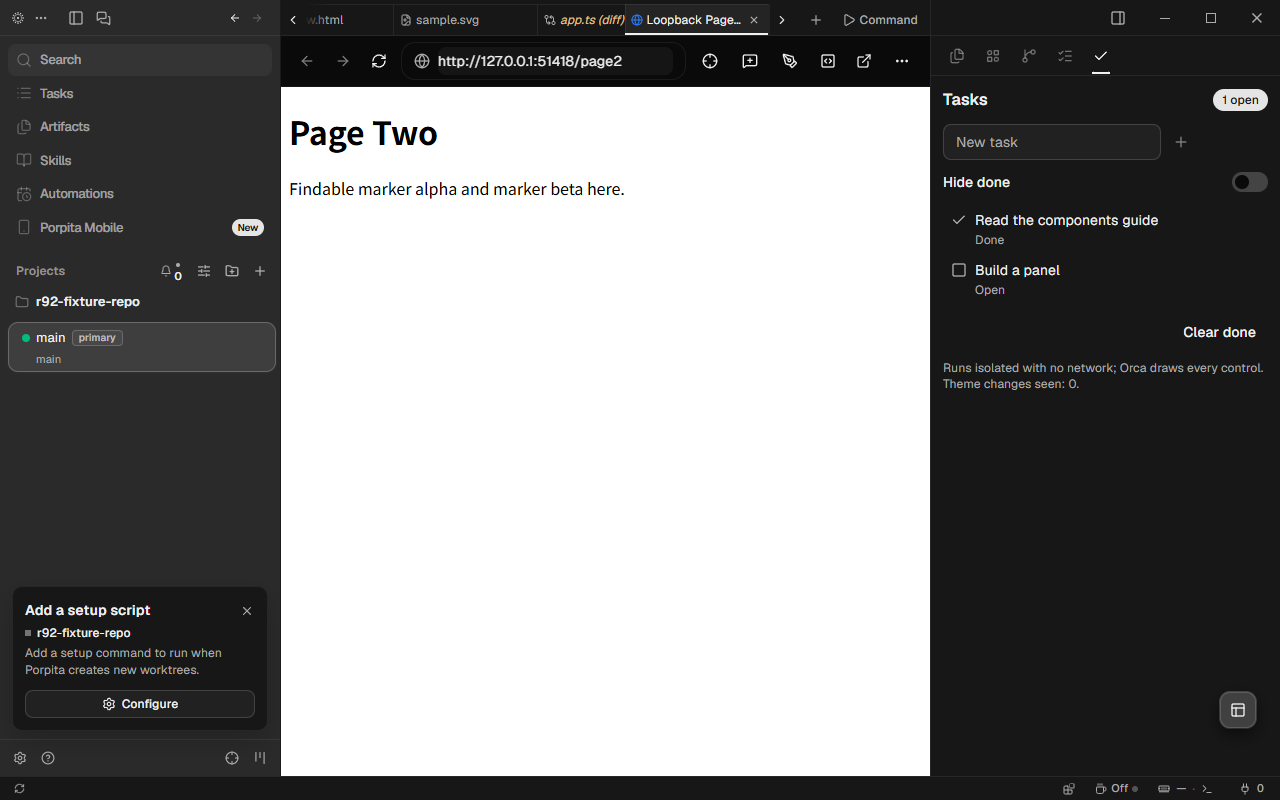 w.html
sample.svg
app.ts (diff)
Loopback Page...
Command
Search
http://127.0.0.1:51418/page2
Tasks
Artifacts
Skills
Automations
Porpita Mobile
New
Projects
0
r92-fixture-repo
main
primary
main
Page Two
Findable marker alpha and marker beta here.
Tasks
1 open
New task
Hide done
Read the components guide
Done
Build a panel
Open
Clear done
Runs isolated with no network; Orca draws every control.
Theme changes seen: 0.
Add a setup script
r92-fixture-repo
Add a setup command to run when
Porpita creates new worktrees.
Configure
Off
— ·
0